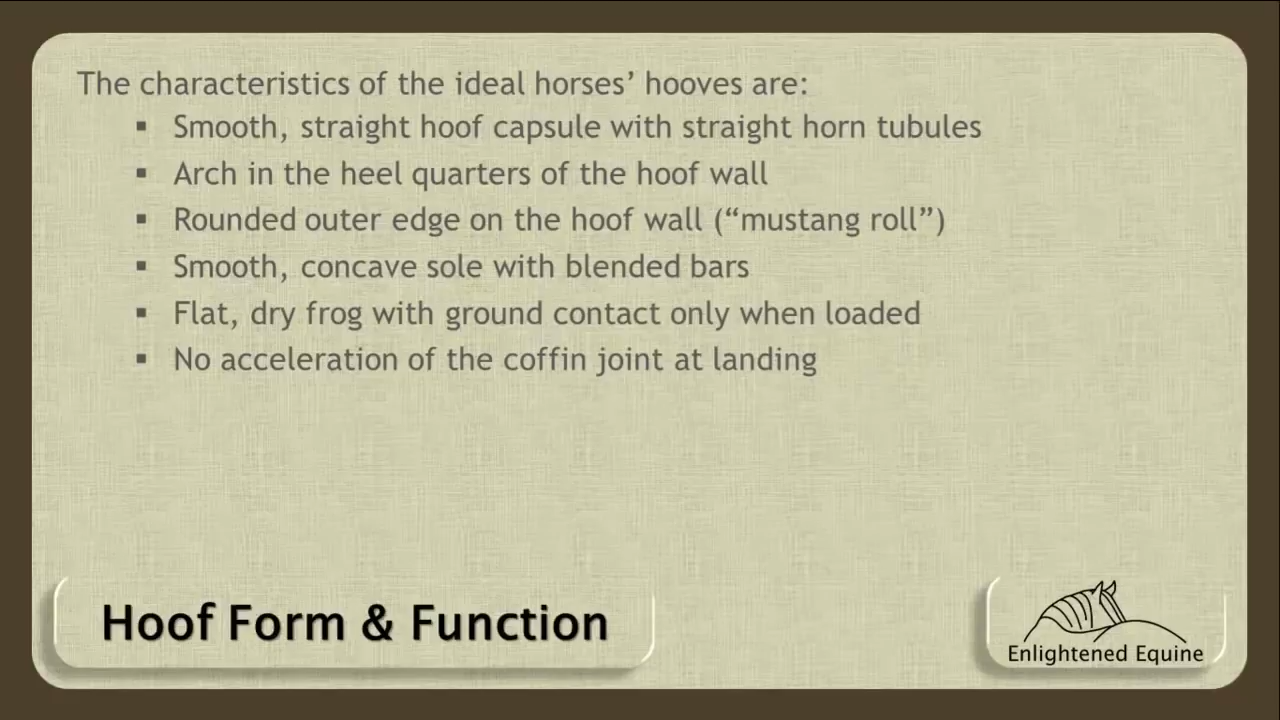 The characteristics of the ideal horses’ hooves are:
▪ Smooth, straight hoof capsule with straight horn tubules
▪ Arch in the heel quarters of the hoof wall
▪ Rounded outer edge on the hoof wall (“mustang roll”)
▪ Smooth, concave sole with blended bars
▪ Flat, dry frog with ground contact only when loaded
▪ No acceleration of the coffin joint at landing
Hoof Form & Function
Enlightened Equine